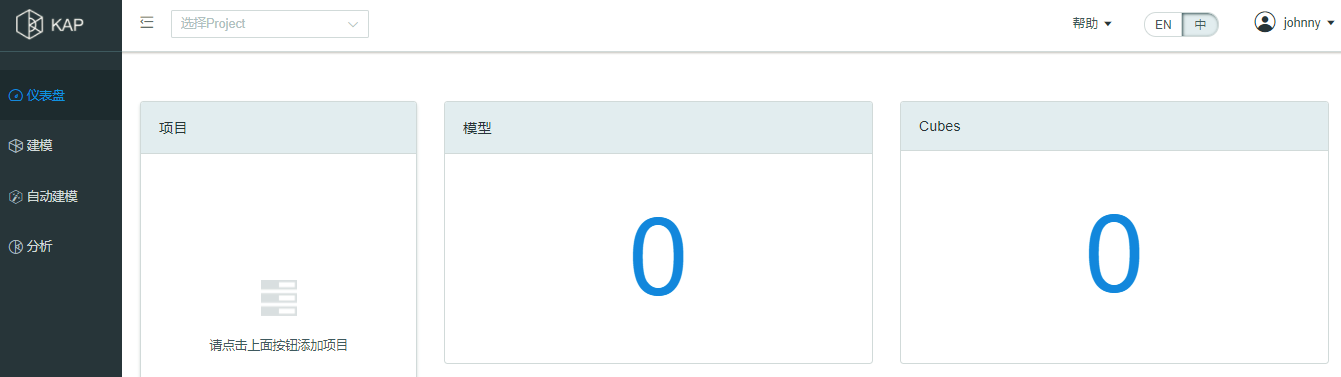 KAP
选择Project
帮助
EN
中
johnny
仪表盘
建模
自动建模
分析
项目
请点击上面按钮添加项目
模型
0
Cubes
0